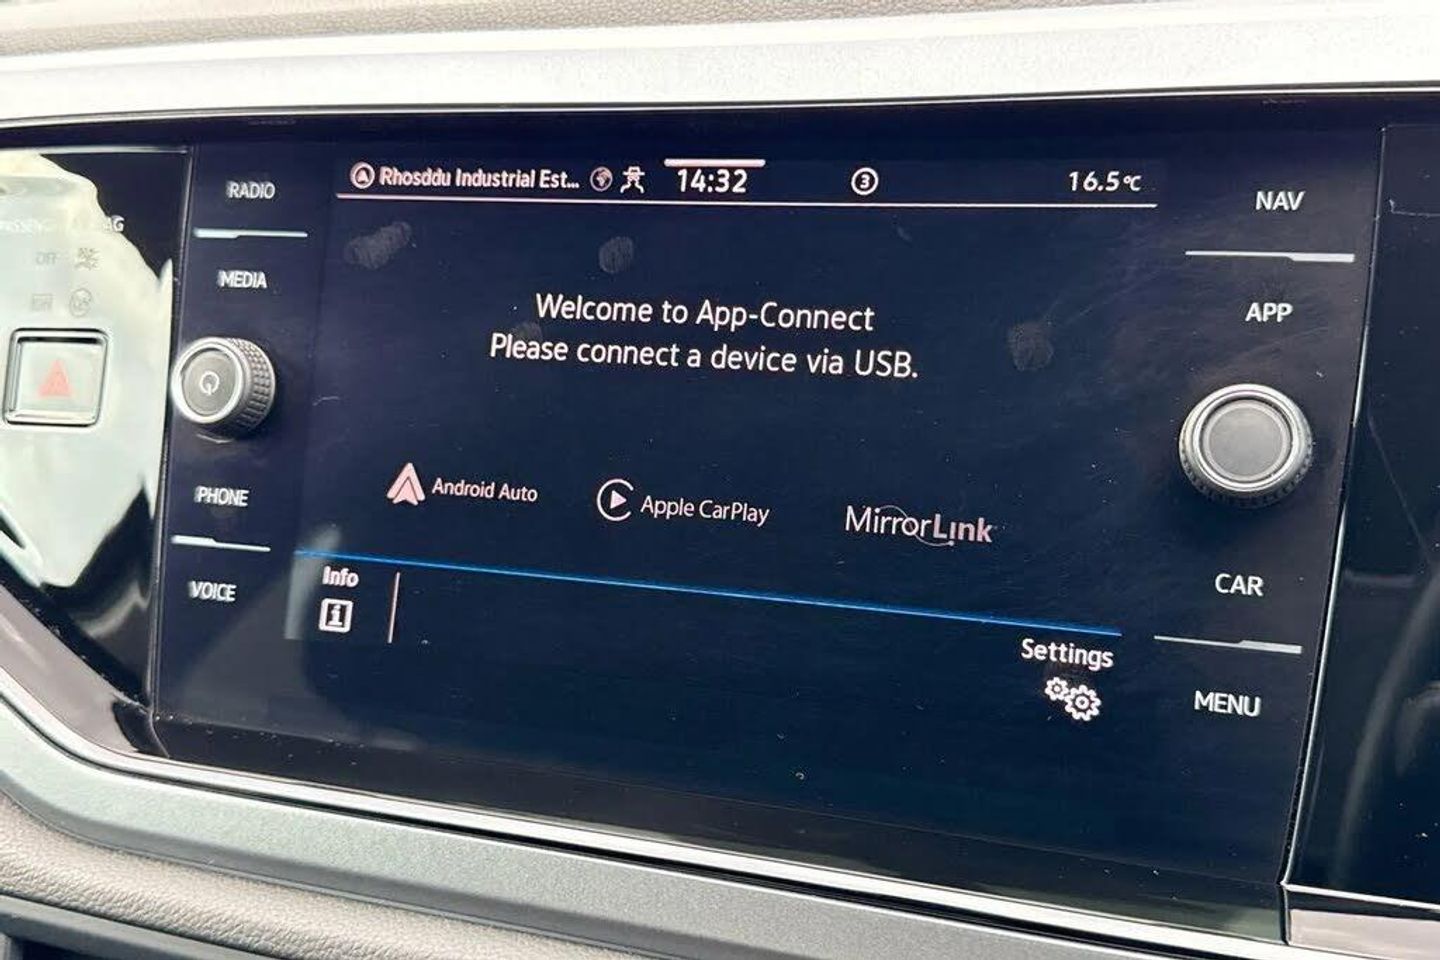 RADIO
MEDIA
PHONE
VOICE
Rhosddu Industrial Est...
14:32
3
16.5°C
Welcome to App-Connect
Please connect a device via USB.
Android Auto
Apple CarPlay
MirrorLink
Info
i
Settings
NAV
APP
CAR
MENU
OFF